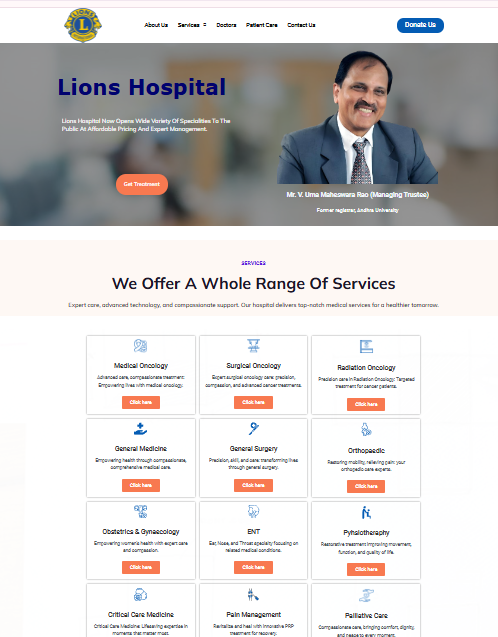 LIONS
L
About Us Services Doctors Patient Care Contact Us Donate Us
Lions Hospital
Lions Hospital Now Opens Wide Variety Of Specialities To The
Public At Affordable Pricing And Expert Management.
Get Treatment
Mr. V. Uma Maheswara Rao (Managing Trustee)
Former register, Andhra University
SERVICES
We Offer A Whole Range Of Services
Expert care, advanced technology, and compassionate support. Our hospital delivers top-notch medical services for a healthier tomorrow.
Medical Oncology
Advanced care, compassionate treatment:
Empowering lives with medical oncology.
Click here
Surgical Oncology
Expert surgical oncology care: precision,
compassion, and advanced cancer treatments.
Click here
Radiation Oncology
Precision care in Radiation Oncology: Targeted
treatment for cancer patients.
Click here
General Medicine
Empowering health through compassionate,
comprehensive medical care.
Click here
General Surgery
Precision, skill, and care: transforming lives
through general surgery.
Click here
Orthopaedic
Restoring mobility, relieving pain: your
orthopedic care experts.
Click here
Obstetrics & Gynaecology
Empowering women's health with expert care
and compassion.
Click here
ENT
Ear, Nose, and Throat specialty focusing on
related medical conditions.
Click here
Pyhsiotheraphy
Restorative treatment improving movement,
function, and quality of life.
Click here
Critical Care Medicine
Critical Care Medicine: Lifesaving expertise in
moments that matter most.
Pain Management
Revitalize and heal with innovative PRP
treatment for recovery.
Palliative Care
Compassionate care, bringing comfort, dignity,
and peace to every moment.